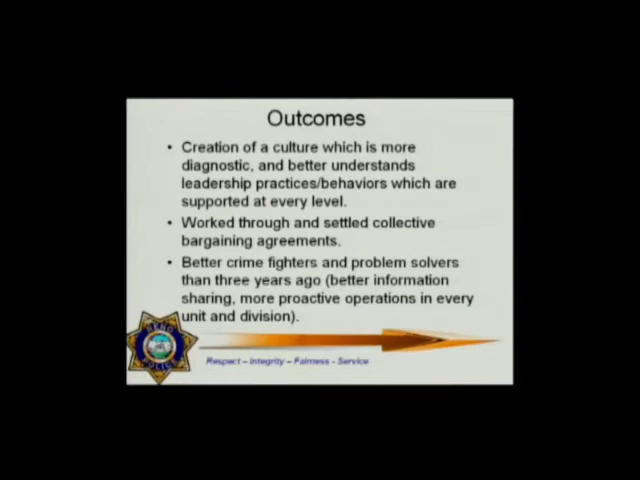 Outcomes
• Creation of a culture which is more
diagnostic, and better understands
leadership practices/behaviors which are
supported at every level.
• Worked through and settled collective
bargaining agreements.
• Better crime fighters and problem solvers
than three years ago (better information
sharing, more proactive operations in every
unit and division).
RENO
POLICE
Respect – Integrity – Fairness - Service